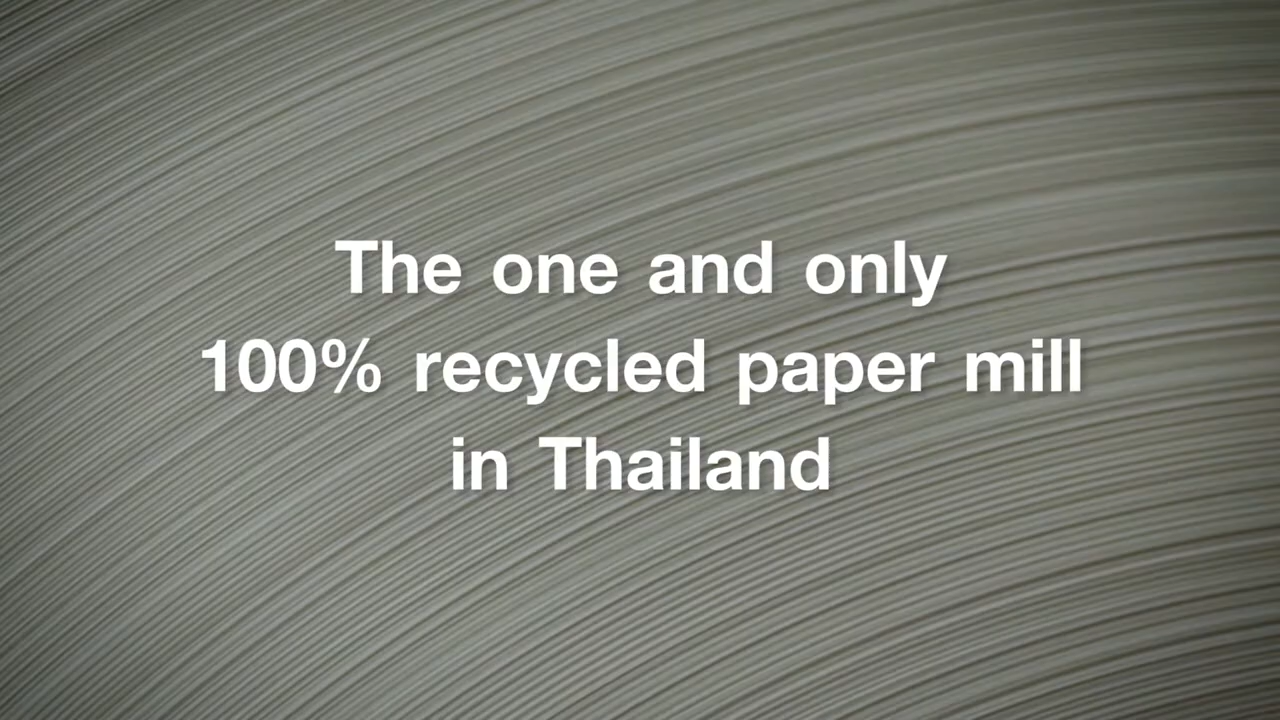 The one and only
100% recycled paper mill
in Thailand